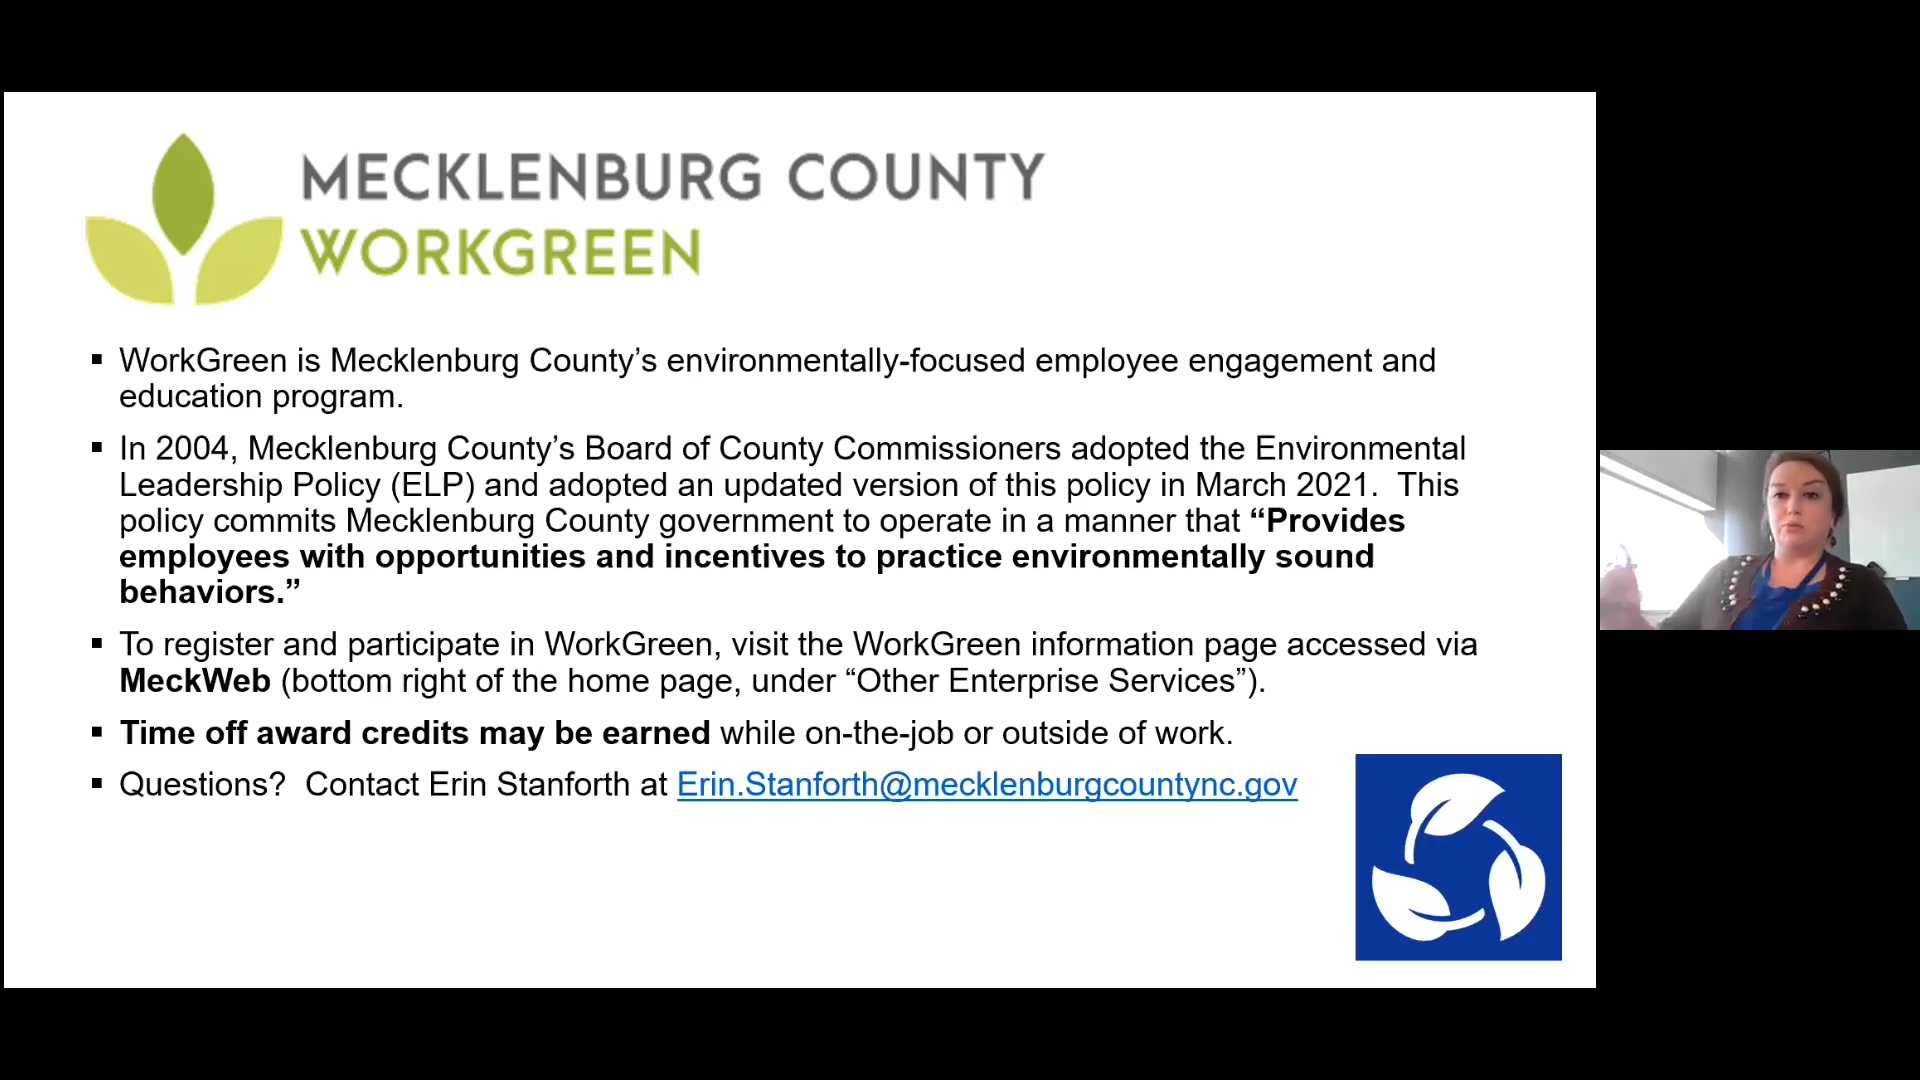 MECKLENBURG COUNTY
WORKGREEN
▪ WorkGreen is Mecklenburg County’s environmentally-focused employee engagement and
education program.
▪ In 2004, Mecklenburg County’s Board of County Commissioners adopted the Environmental
Leadership Policy (ELP) and adopted an updated version of this policy in March 2021.  This
policy commits Mecklenburg County government to operate in a manner that “Provides
employees with opportunities and incentives to practice environmentally sound
behaviors.”
▪ To register and participate in WorkGreen, visit the WorkGreen information page accessed via
MeckWeb (bottom right of the home page, under “Other Enterprise Services”).
▪ Time off award credits may be earned while on-the-job or outside of work.
▪ Questions?  Contact Erin Stanforth at Erin.Stanforth@mecklenburgcountync.gov